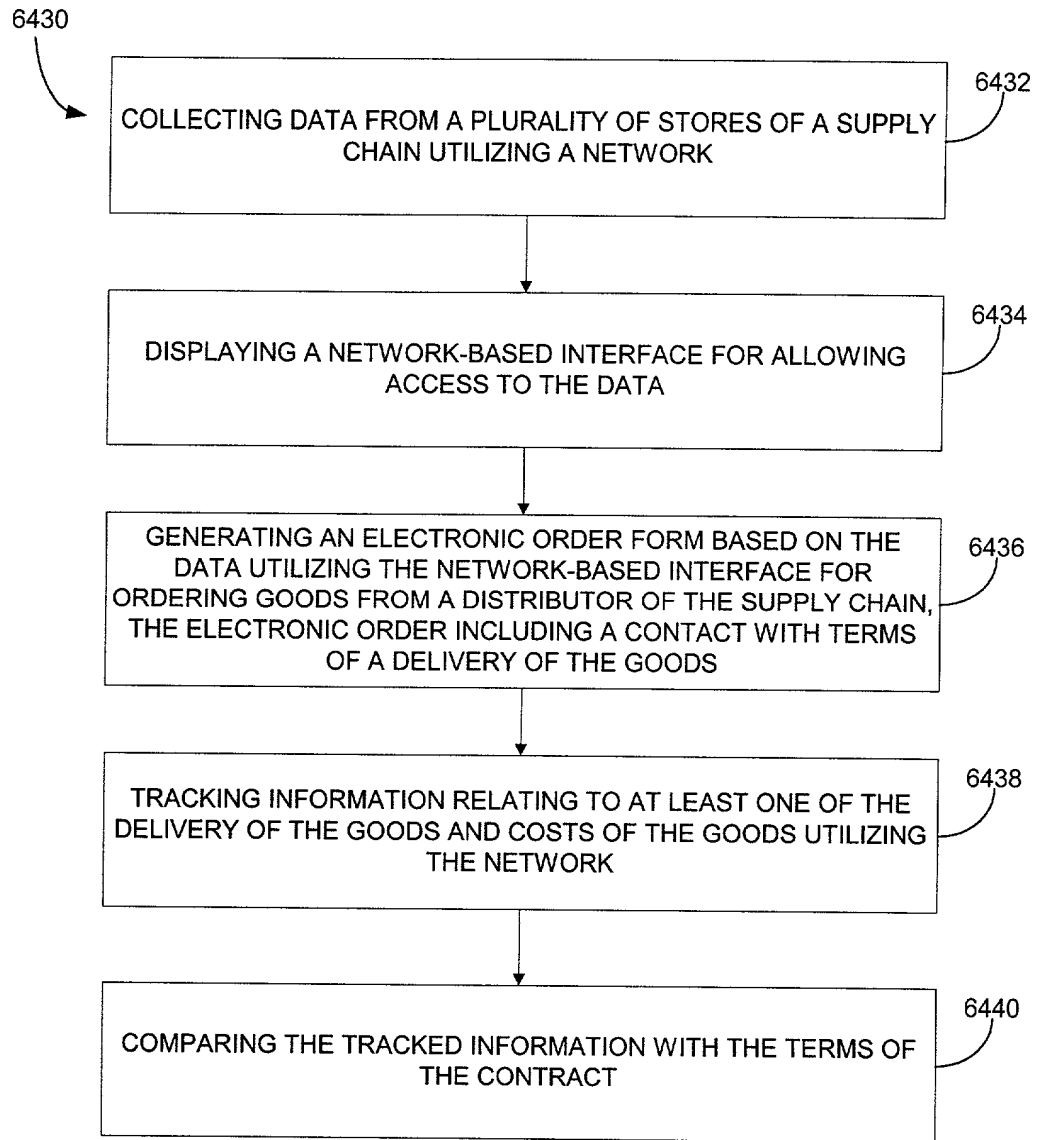 6430
6432
COLLECTING DATA FROM A PLURALITY OF STORES OF A SUPPLY
CHAIN UTILIZING A NETWORK
6434
DISPLAYING A NETWORK-BASED INTERFACE FOR ALLOWING
ACCESS TO THE DATA
6436
GENERATING AN ELECTRONIC ORDER FORM BASED ON THE
DATA UTILIZING THE NETWORK-BASED INTERFACE FOR
ORDERING GOODS FROM A DISTRIBUTOR OF THE SUPPLY CHAIN,
THE ELECTRONIC ORDER INCLUDING A CONTACT WITH TERMS
OF A DELIVERY OF THE GOODS
6438
TRACKING INFORMATION RELATING TO AT LEAST ONE OF THE
DELIVERY OF THE GOODS AND COSTS OF THE GOODS UTILIZING
THE NETWORK
6440
COMPARING THE TRACKED INFORMATION WITH THE TERMS OF
THE CONTRACT